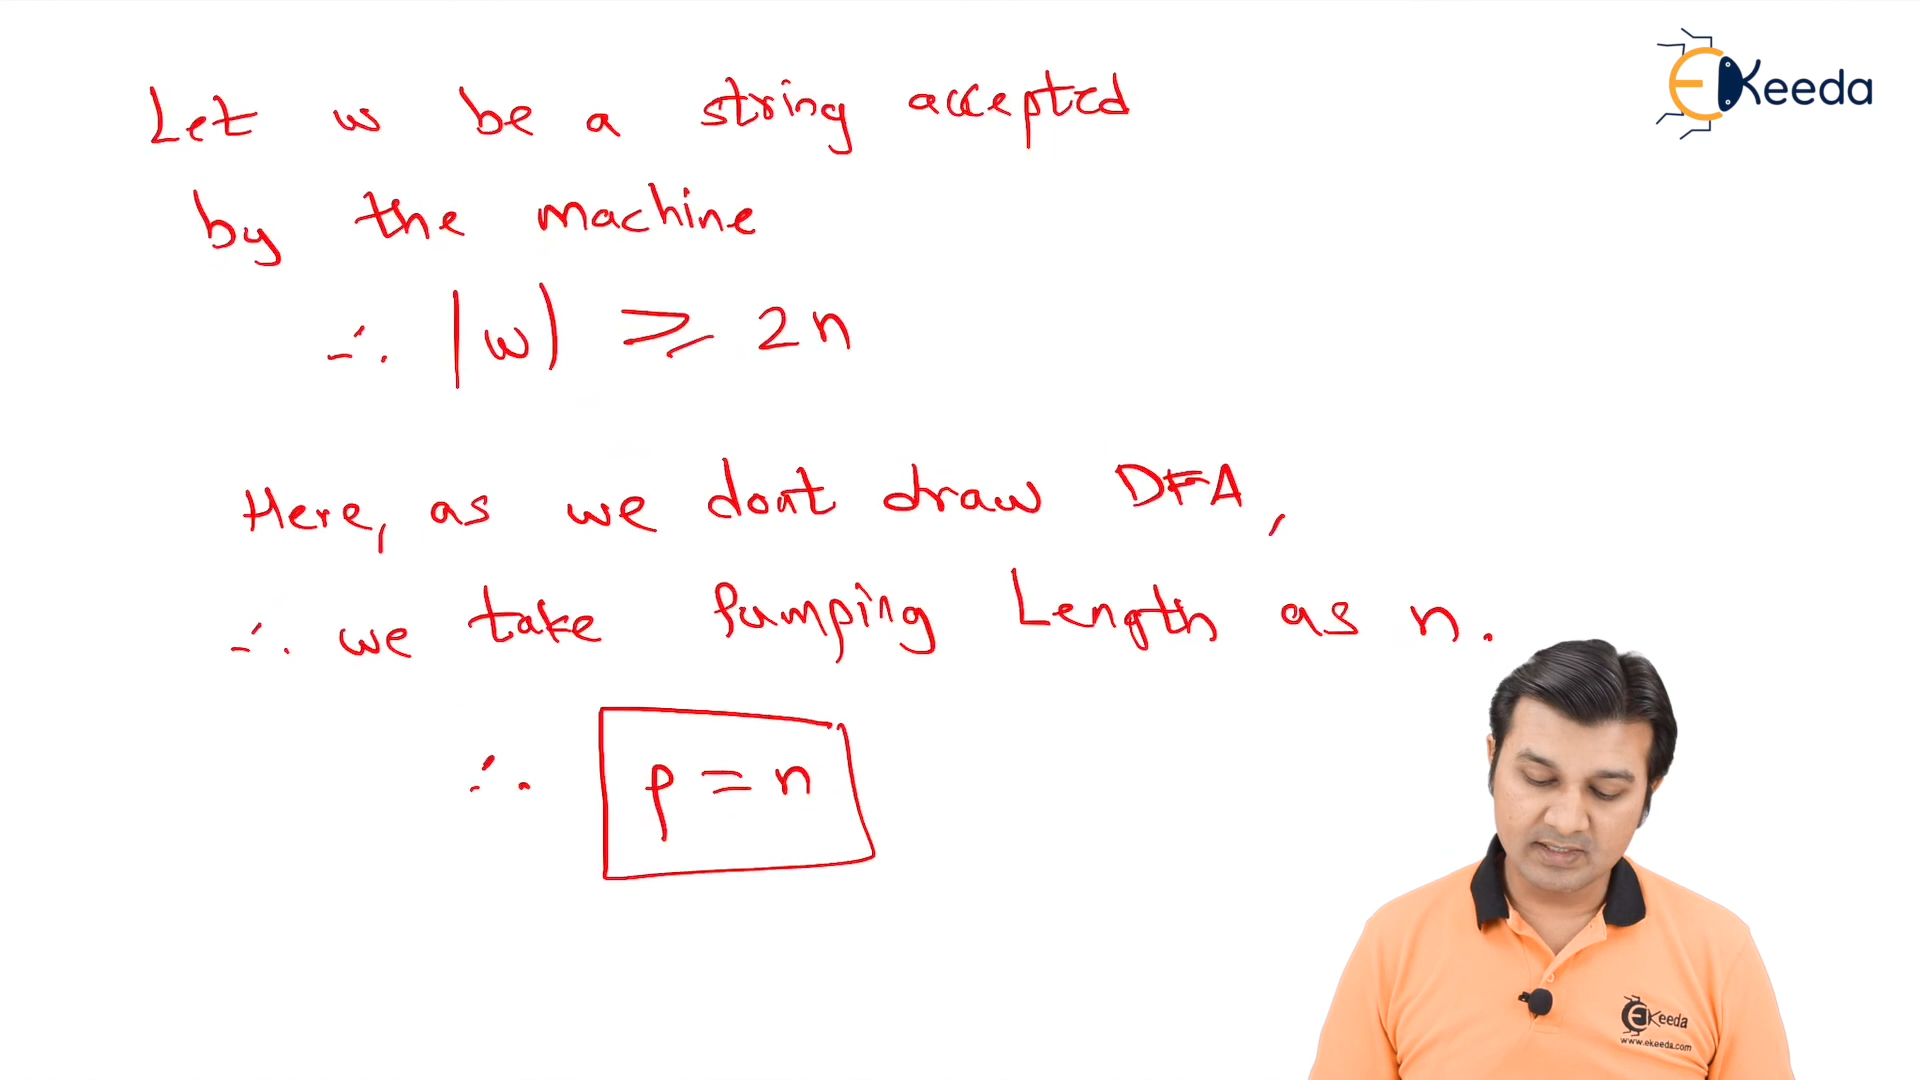 EKeeda
Let w be a string accepted
by the machine
∴ |w| ⩾ 2n
Here, as we dont draw DFA,
∴ we take Pumping Length as n.
∴ p = n
EKeeda
www.ekeeda.com